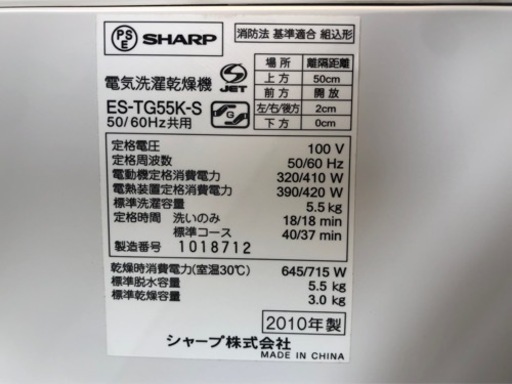 PSE SHARP
消防法 基準適合 組込形
電気洗濯乾燥機
S-JET
ES-TG55K-S
50/60Hz共用
場所 離隔距離
上方 50cm
前方 開放
左/右/後方 2cm
下方 0cm
定格電圧 100 V
定格周波数 50/60 Hz
電動機定格消費電力 320/410 W
電熱装置定格消費電力 390/420 W
標準洗濯容量 5.5 kg
定格時間 洗いのみ 18/18 min
標準コース 40/37 min
製造番号 1018712
乾燥時消費電力(室温30℃) 645/715 W
標準脱水容量 5.5 kg
標準乾燥容量 3.0 kg
2010年製
シャープ株式会社
MADE IN CHINA